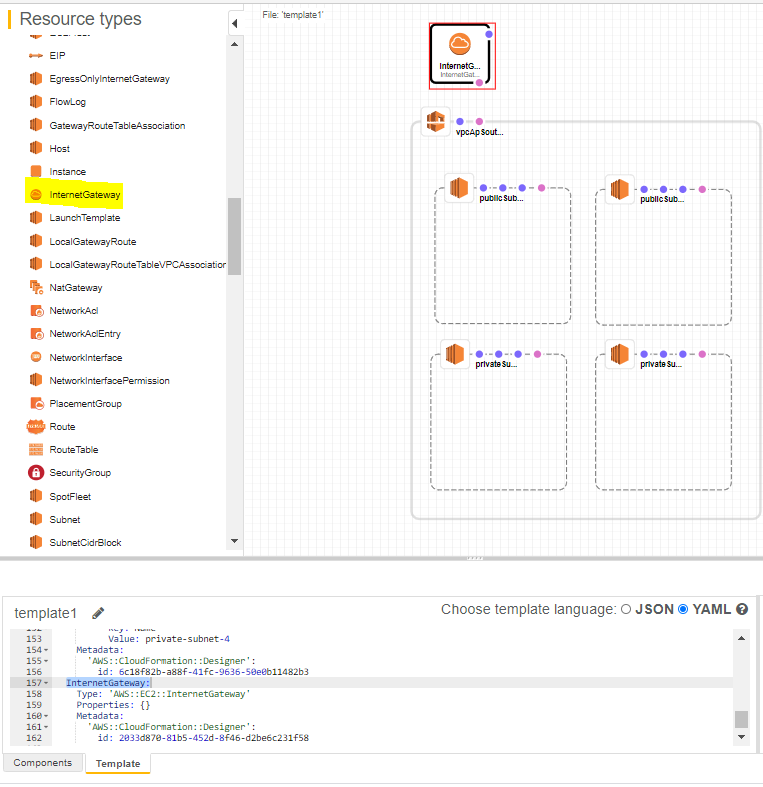 Resource types
EIP
EgressOnlyInternetGateway
FlowLog
GatewayRouteTableAssociation
Host
Instance
InternetGateway
LaunchTemplate
LocalGatewayRoute
LocalGatewayRouteTableVPCAssociation
NatGateway
NetworkAcl
NetworkAclEntry
NetworkInterface
NetworkInterfacePermission
PlacementGroup
Route
RouteTable
SecurityGroup
SpotFleet
Subnet
SubnetCidrBlock
File: 'template1'
InternetG...
InternetGat...
vpcApSout...
publicSub...
publicSub...
privateSu...
privateSu...
template1
Choose template language: JSON YAML
152 Key: Name
153 Value: private-subnet-4
154 Metadata:
155 'AWS::CloudFormation::Designer':
156 id: 6c18f82b-a88f-41fc-9636-50e0b11482b3
157 InternetGateway:
158 Type: 'AWS::EC2::InternetGateway'
159 Properties: {}
160 Metadata:
161 'AWS::CloudFormation::Designer':
162 id: 2033d870-81b5-452d-8f46-d2be6c231f58
Components Template